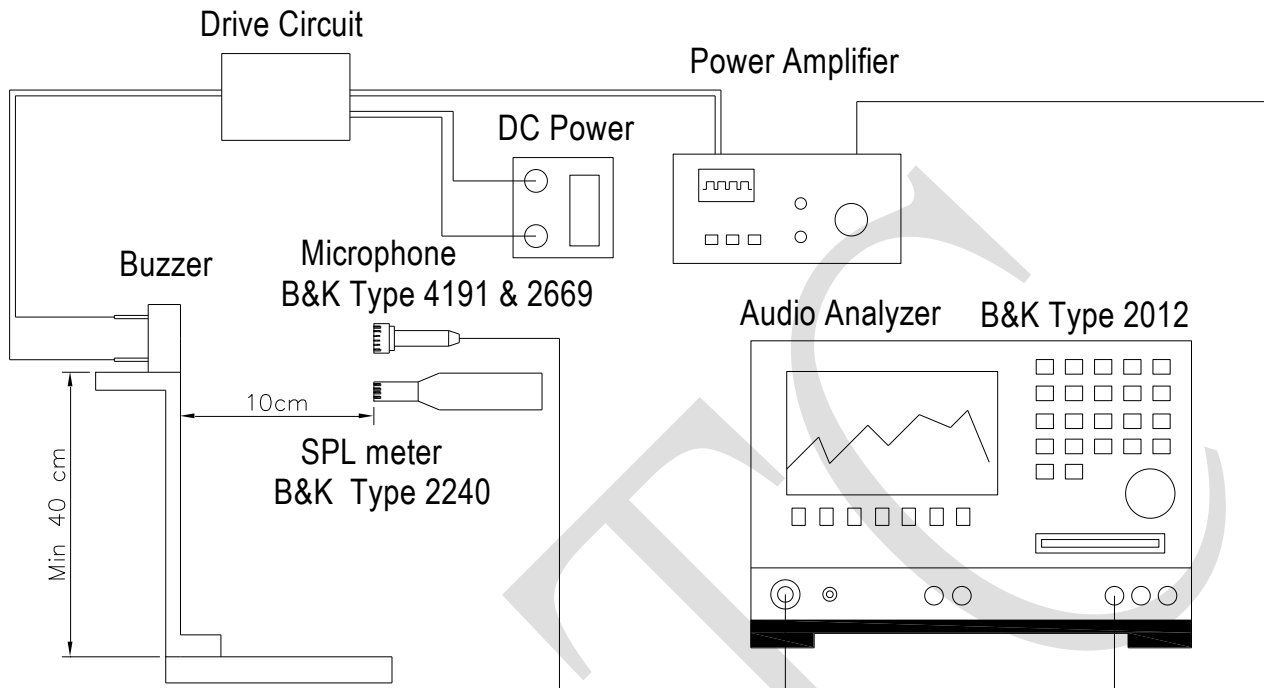 Drive Circuit
Power Amplifier
DC Power
Buzzer
Microphone
B&K Type 4191 & 2669
Audio Analyzer B&K Type 2012
10cm
SPL meter
B&K Type 2240
Min 40 cm
TC